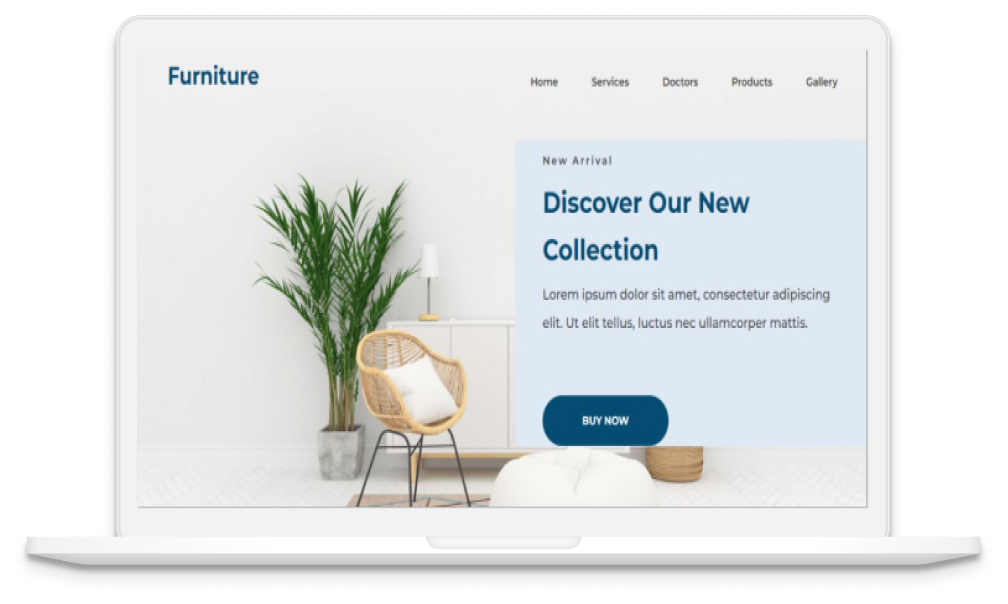 Furniture
Home Services Doctors Products Gallery
New Arrival
Discover Our New
Collection
Lorem ipsum dolor sit amet, consectetur adipiscing
elit. Ut elit tellus, luctus nec ullamcorper mattis.
BUY NOW